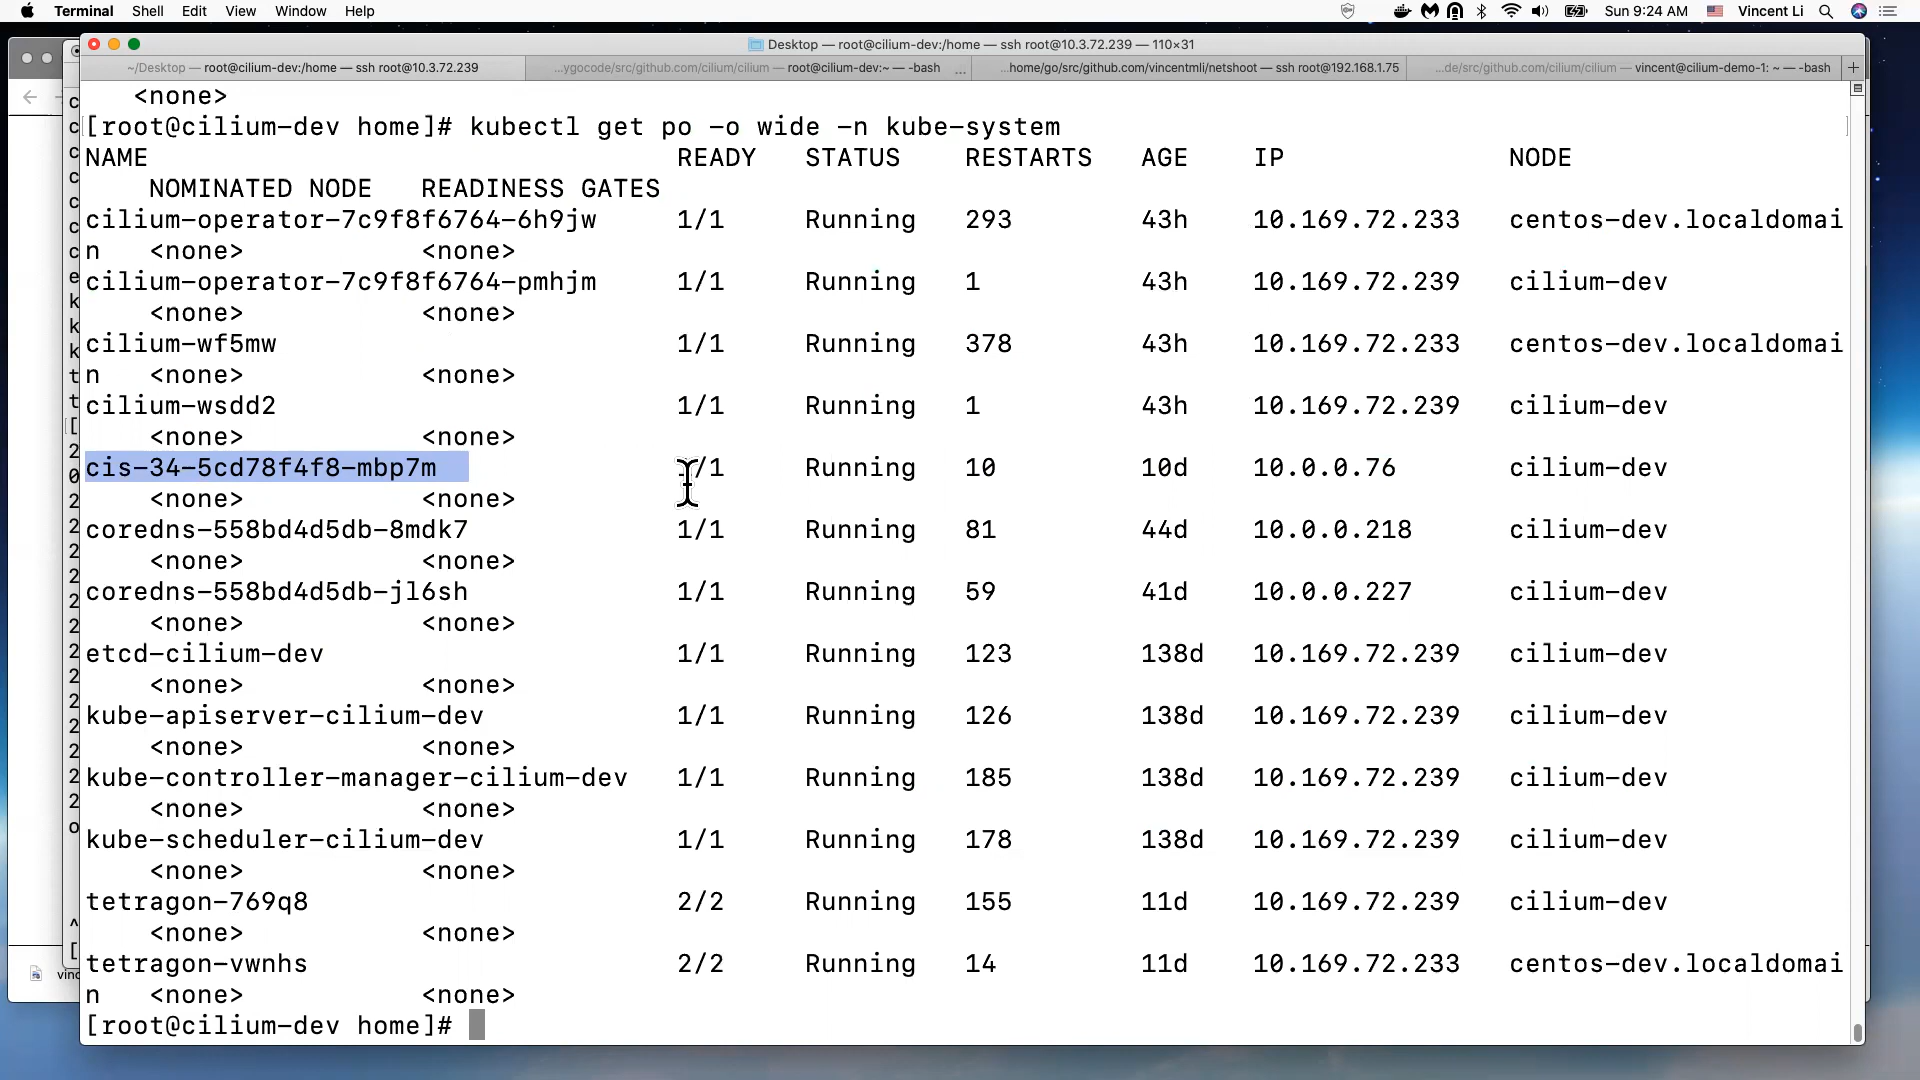 Terminal Shell Edit View Window Help Sun 9:24 AM Vincent Li
Desktop — root@cilium-dev:/home — ssh root@10.3.72.239 — 110×31
~/Desktop — root@cilium-dev:/home — ssh root@10.3.72.239 ...ygocode/src/github.com/cilium/cilium — root@cilium-dev:~ — -bash ... ...home/go/src/github.com/vincentmli/netshoot — ssh root@192.168.1.75 ...de/src/github.com/cilium/cilium — vincent@cilium-demo-1: ~ — -bash +
<none>
[root@cilium-dev home]# kubectl get po -o wide -n kube-system
NAME READY STATUS RESTARTS AGE IP NODE
NOMINATED NODE READINESS GATES
cilium-operator-7c9f8f6764-6h9jw 1/1 Running 293 43h 10.169.72.233 centos-dev.localdomai
n <none> <none>
cilium-operator-7c9f8f6764-pmhjm 1/1 Running 1 43h 10.169.72.239 cilium-dev
<none> <none>
cilium-wf5mw 1/1 Running 378 43h 10.169.72.233 centos-dev.localdomai
n <none> <none>
cilium-wsdd2 1/1 Running 1 43h 10.169.72.239 cilium-dev
<none> <none>
cis-34-5cd78f4f8-mbp7m 1/1 Running 10 10d 10.0.0.76 cilium-dev
<none> <none>
coredns-558bd4d5db-8mdk7 1/1 Running 81 44d 10.0.0.218 cilium-dev
<none> <none>
coredns-558bd4d5db-jl6sh 1/1 Running 59 41d 10.0.0.227 cilium-dev
<none> <none>
etcd-cilium-dev 1/1 Running 123 138d 10.169.72.239 cilium-dev
<none> <none>
kube-apiserver-cilium-dev 1/1 Running 126 138d 10.169.72.239 cilium-dev
<none> <none>
kube-controller-manager-cilium-dev 1/1 Running 185 138d 10.169.72.239 cilium-dev
<none> <none>
kube-scheduler-cilium-dev 1/1 Running 178 138d 10.169.72.239 cilium-dev
<none> <none>
tetragon-769q8 2/2 Running 155 11d 10.169.72.239 cilium-dev
<none> <none>
tetragon-vwnhs 2/2 Running 14 11d 10.169.72.233 centos-dev.localdomai
n <none> <none>
[root@cilium-dev home]#